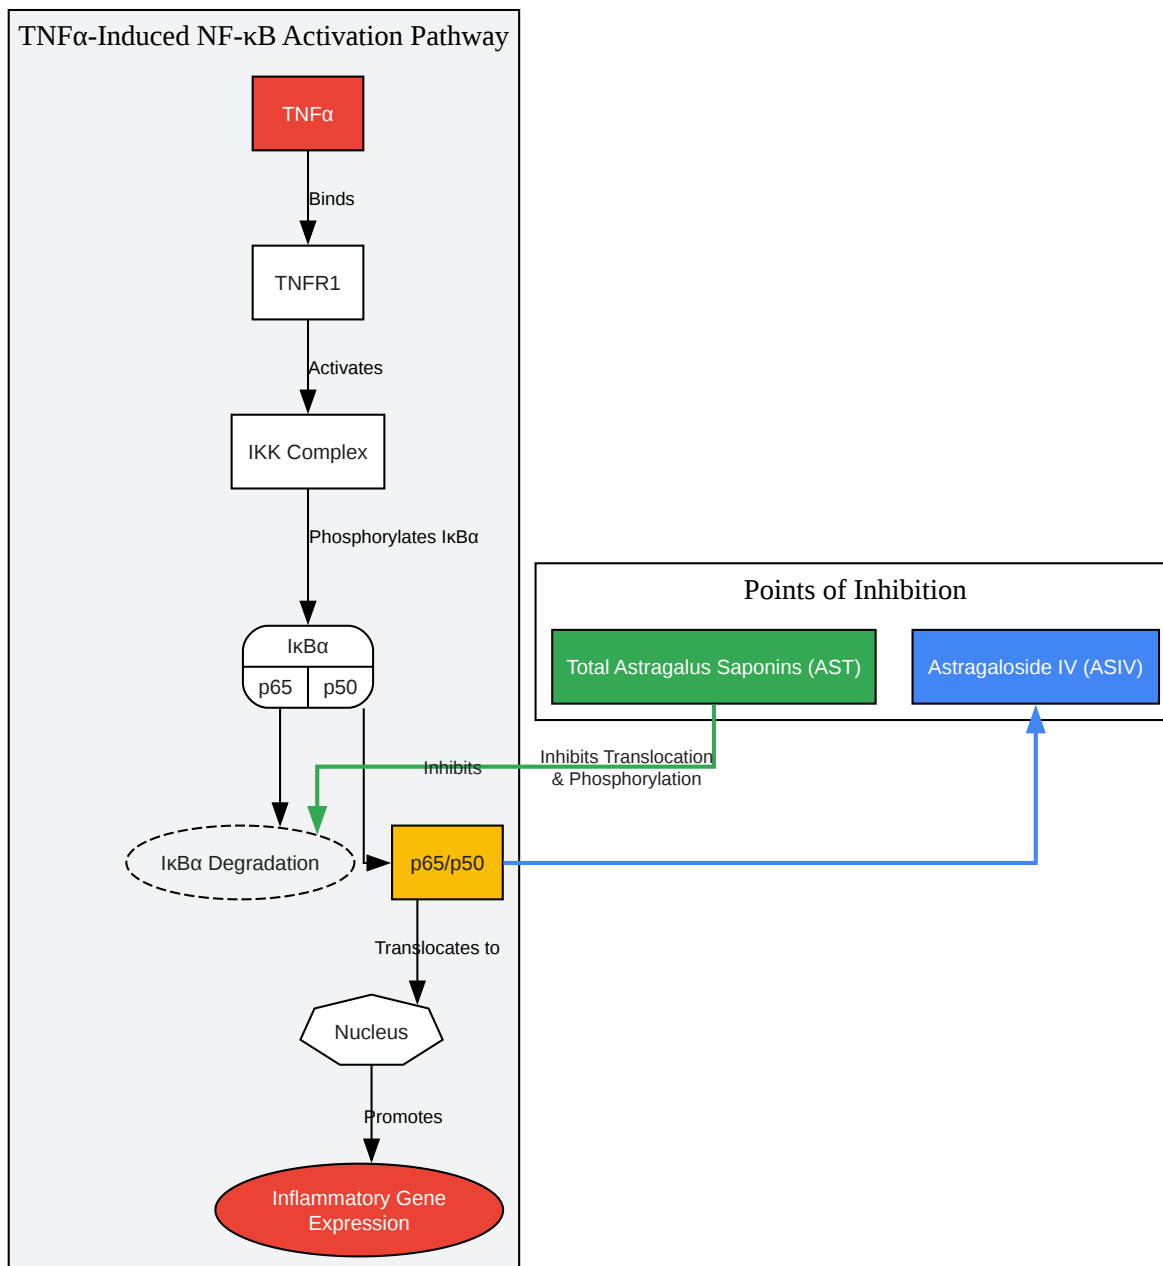 TNFα-Induced NF-κB Activation Pathway
TNFα
Binds
TNFR1
Activates
IKK Complex
Phosphorylates IκBα
IκBα
p65
p50
Points of Inhibition
Total Astragalus Saponins (AST)
Astragaloside IV (ASIV)
Inhibits
Inhibits Translocation
& Phosphorylation
IκBα Degradation
p65/p50
Translocates to
Nucleus
Promotes
Inflammatory Gene
Expression